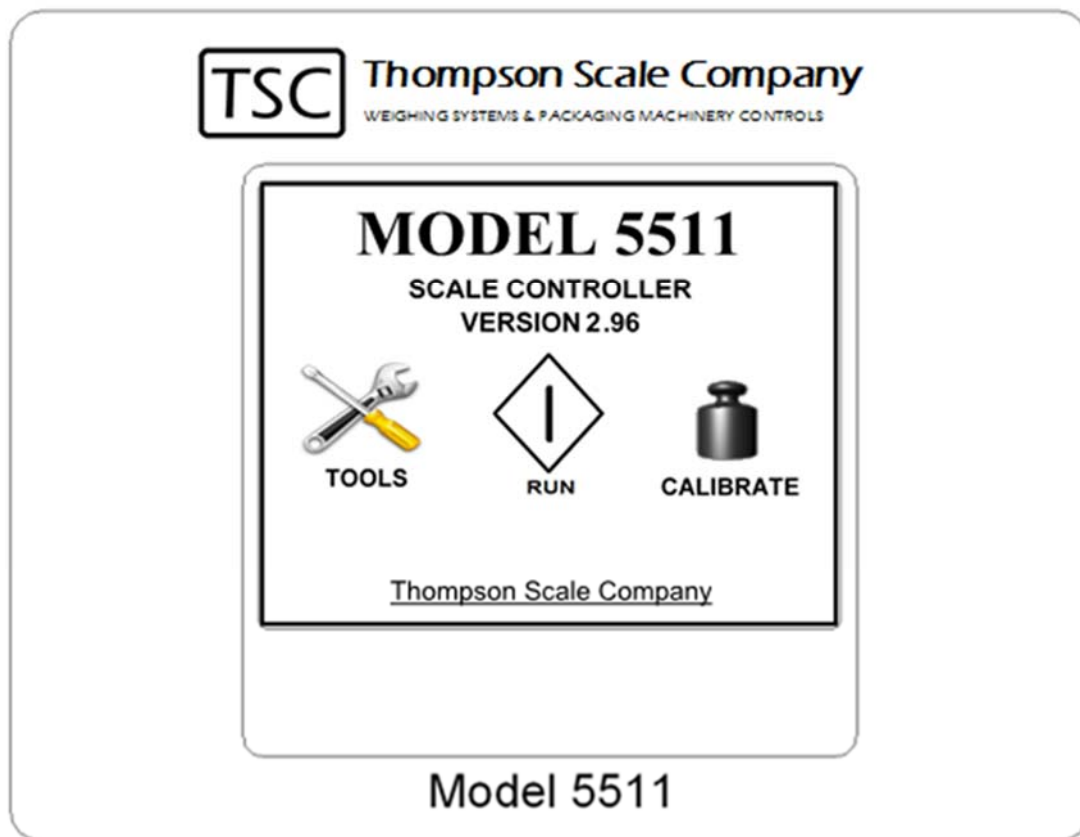 TSC
Thompson Scale Company
WEIGHING SYSTEMS & PACKAGING MACHINERY CONTROLS
MODEL 5511
SCALE CONTROLLER
VERSION 2.96
TOOLS
RUN
CALIBRATE
Thompson Scale Company
Model 5511